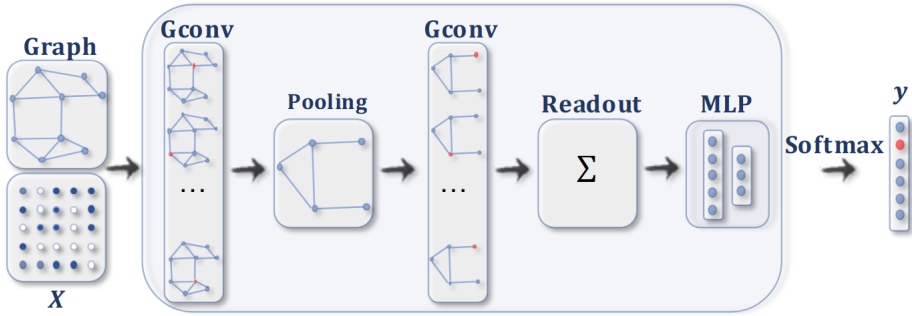 Graph
X
Gconv
...
Pooling
Gconv
...
Readout
Σ
MLP
Softmax
y